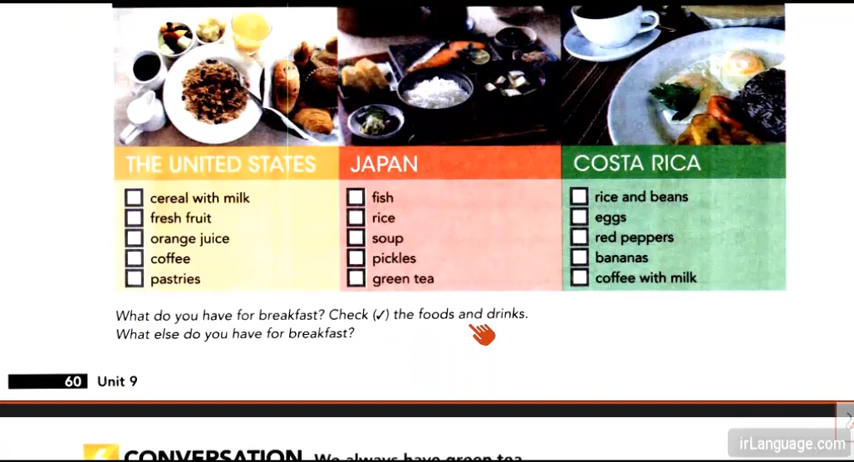 THE UNITED STATES
cereal with milk
fresh fruit
orange juice
coffee
pastries
JAPAN
fish
rice
soup
pickles
green tea
COSTA RICA
rice and beans
eggs
red peppers
bananas
coffee with milk
What do you have for breakfast? Check (✓) the foods and drinks.
What else do you have for breakfast?
60 Unit 9
CONVERSATION We always have green tea
irLanguage.com